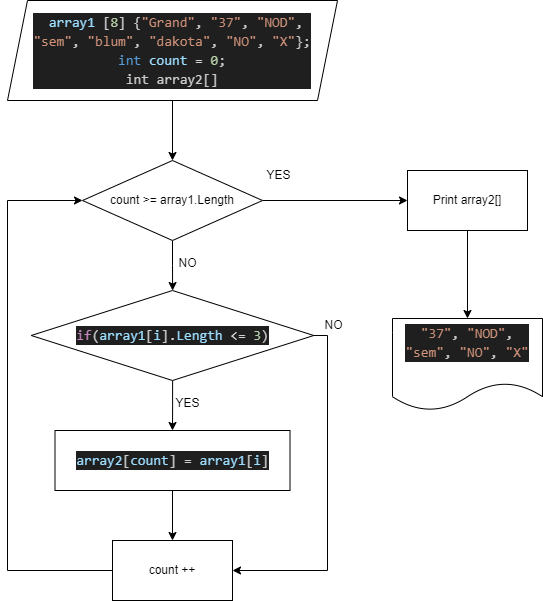 array1 [8] {"Grand", "37", "NOD",
"sem", "blum", "dakota", "NO", "X"};
int count = 0;
int array2[]
count >= array1.Length
YES
Print array2[]
NO
if(array1[i].Length <= 3)
NO
"37", "NOD",
"sem", "NO", "X"
YES
array2[count] = array1[i]
count ++